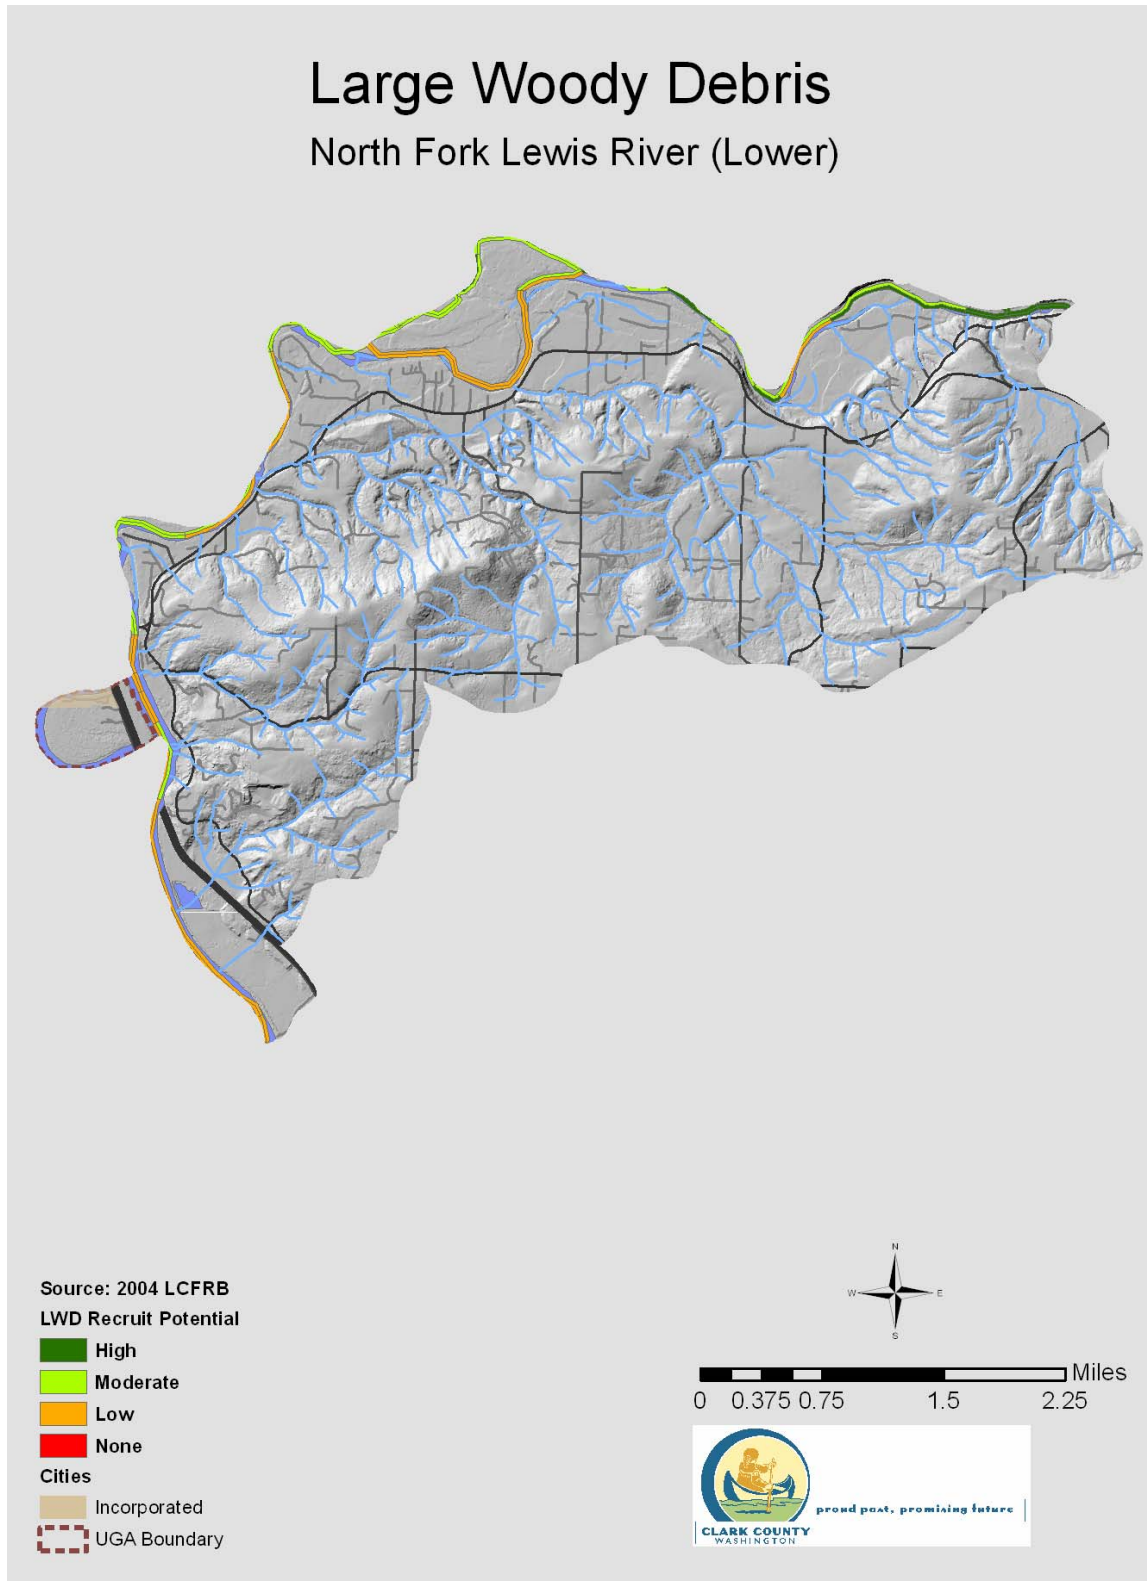 Large Woody Debris
North Fork Lewis River (Lower)
N
W E
S
Source: 2004 LCFRB
LWD Recruit Potential
High
Moderate
Low
None
Cities
Incorporated
UGA Boundary
Miles
0 0.375 0.75 1.5 2.25
proud past, promising future
CLARK COUNTY
WASHINGTON